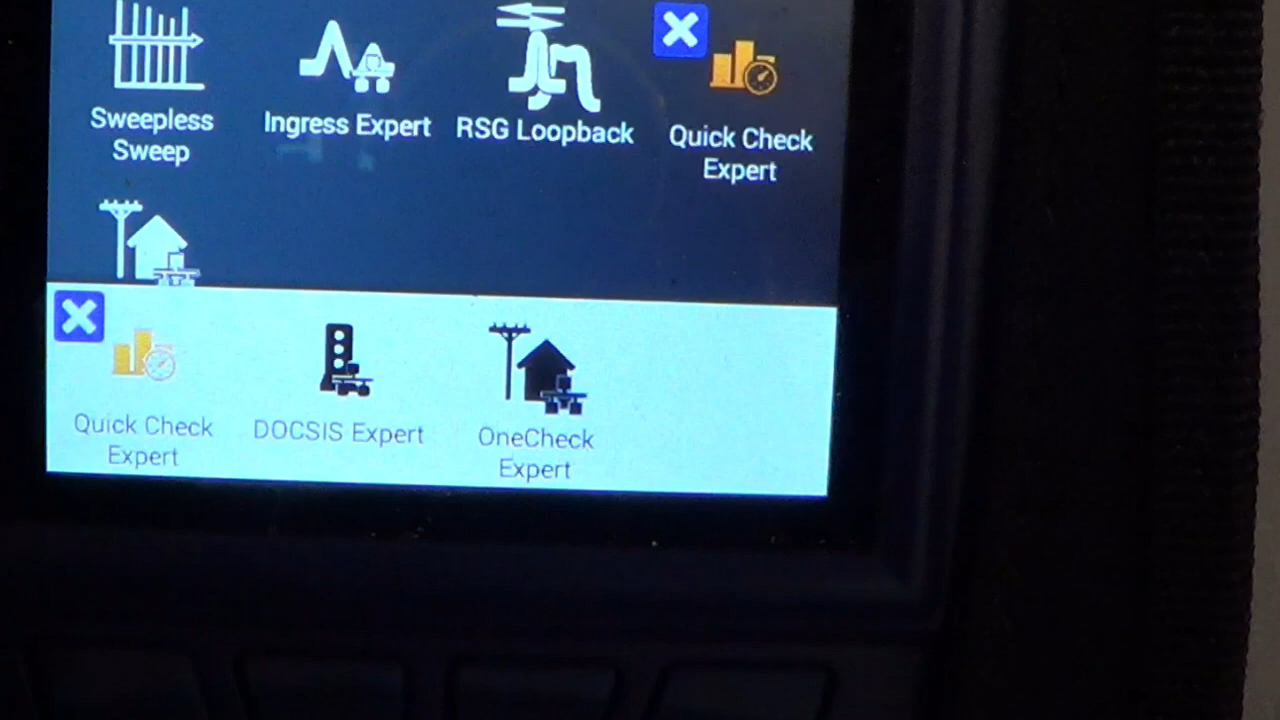 Sweepless
Sweep
Ingress Expert
RSG Loopback
Quick Check
Expert
Quick Check
Expert
DOCSIS Expert
OneCheck
Expert